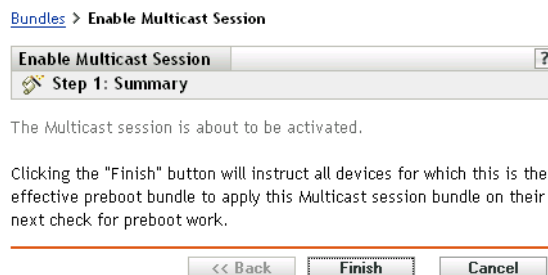 Bundles > Enable Multicast Session
Enable Multicast Session
?
Step 1: Summary
The Multicast session is about to be activated.
Clicking the "Finish" button will instruct all devices for which this is the
effective preboot bundle to apply this Multicast session bundle on their
next check for preboot work.
<< Back Finish Cancel